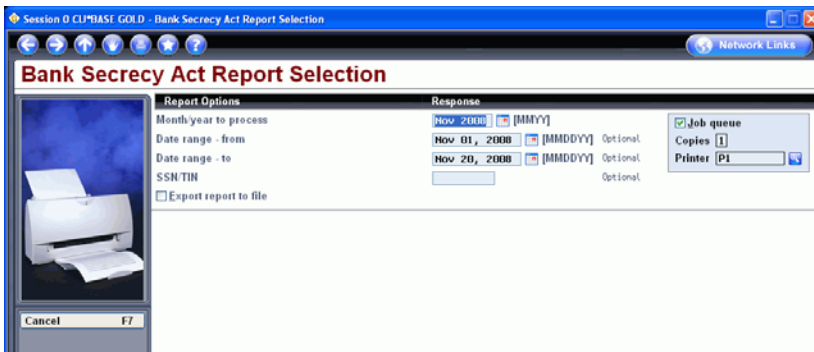 Session 0 CU*BASE GOLD - Bank Secrecy Act Report Selection
Network Links
Bank Secrecy Act Report Selection
Report Options Response
Month/year to process Nov 2008 [MMYY]
Date range - from Nov 01, 2008 [MMDDYY] Optional
Date range - to Nov 20, 2008 [MMDDYY] Optional
SSN/TIN Optional
Export report to file
Job queue
Copies 1
Printer P1
Cancel F7